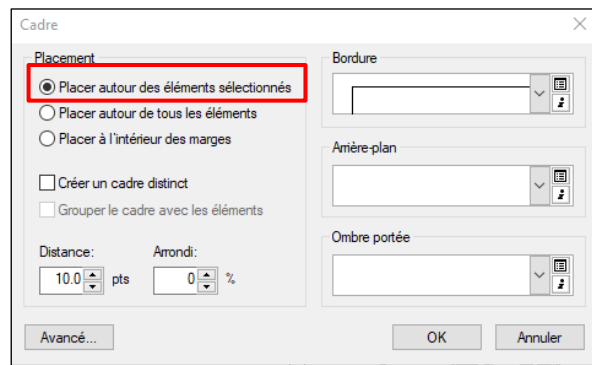 Cadre
Placement
Placer autour des éléments sélectionnés
Placer autour de tous les éléments
Placer à l'intérieur des marges
Créer un cadre distinct
Grouper le cadre avec les éléments
Distance: Arrondi:
10.0 pts 0 %
Bordure
Arrière-plan
Ombre portée
Avancé... OK Annuler